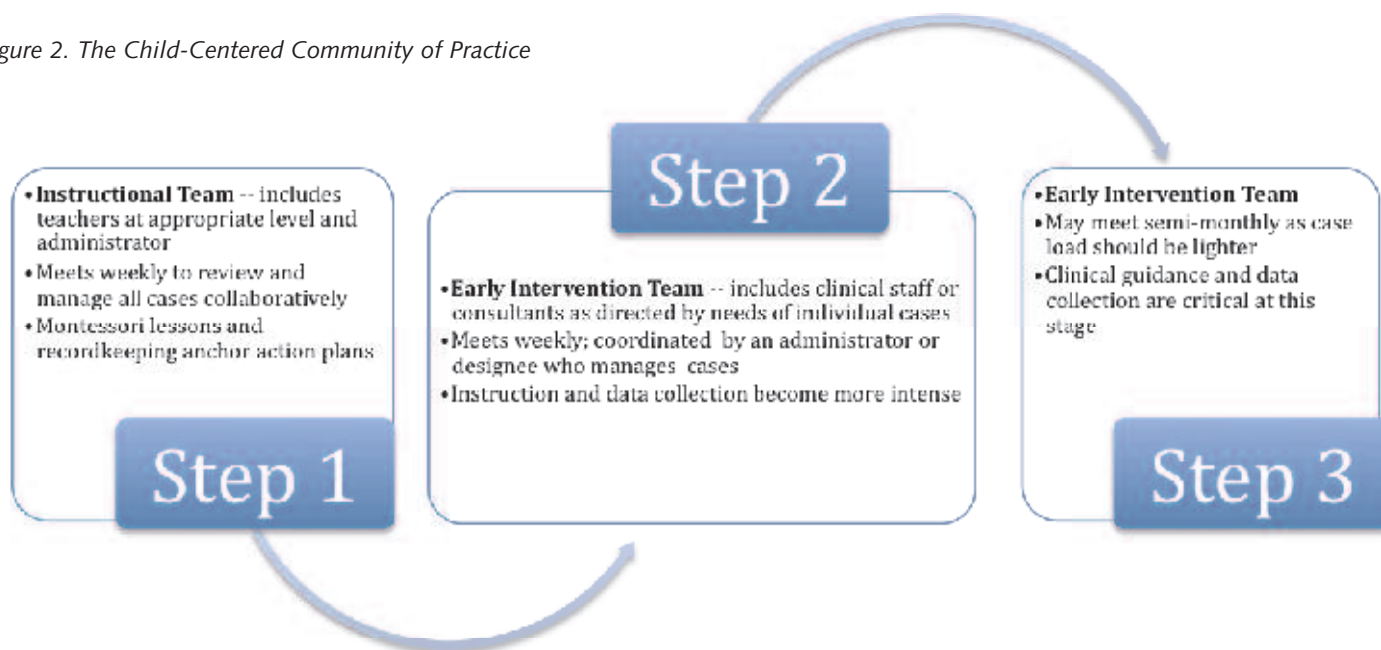 gure 2. The Child-Centered Community of Practice
•Instructional Team -- includes
teachers at appropriate level and
administrator
•Meets weekly to review and
manage all cases collaboratively
•Montessori lessons and
recordkeeping anchor action plans
Step 1
Step 2
•Early Intervention Team -- includes clinical staff or
consultants as directed by needs of individual cases
•Meets weekly; coordinated by an administrator or
designee who manages cases
•Instruction and data collection become more intense
•Early Intervention Team
•May meet semi-monthly as case
load should be lighter
•Clinical guidance and data
collection are critical at this
stage
Step 3